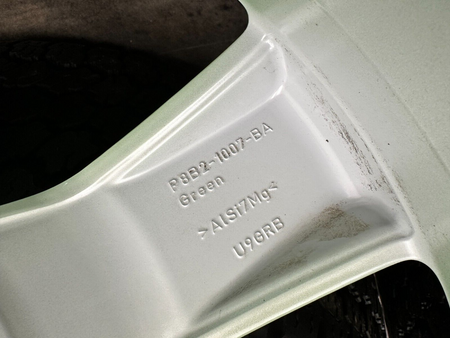 P8B2-1007-BA
Green
>AlSi7Mg<
U9GRB